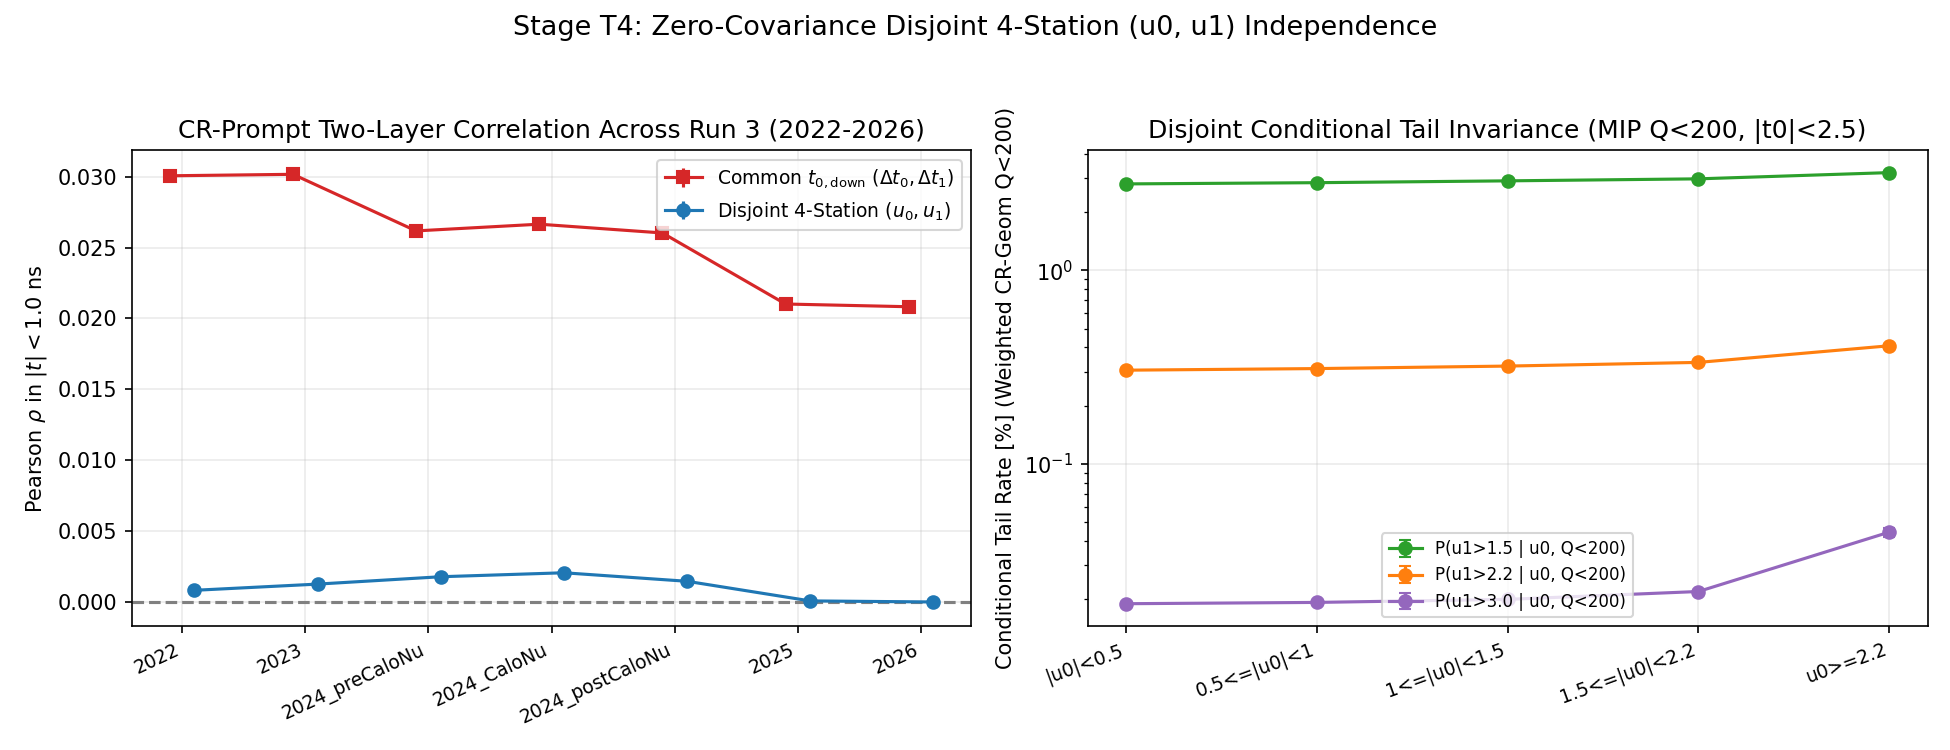 Stage T4: Zero-Covariance Disjoint 4-Station (u0, u1) Independence
CR-Prompt Two-Layer Correlation Across Run 3 (2022-2026)
Pearson ρ in |t| < 1.0 ns
0.030
0.025
0.020
0.015
0.010
0.005
0.000
Common t0,down (Δt0, Δt1)
Disjoint 4-Station (u0, u1)
2022
2023
2024_preCaloNu
2024_CaloNu
2024_postCaloNu
2025
2026
Disjoint Conditional Tail Invariance (MIP Q<200, |t0|<2.5)
Conditional Tail Rate [%] (Weighted CR-Geom Q<200)
10⁰
10⁻¹
P(u1>1.5 | u0, Q<200)
P(u1>2.2 | u0, Q<200)
P(u1>3.0 | u0, Q<200)
|u0|<0.5
0.5<=|u0|<1
1<=|u0|<1.5
1.5<=|u0|<2.2
u0>=2.2